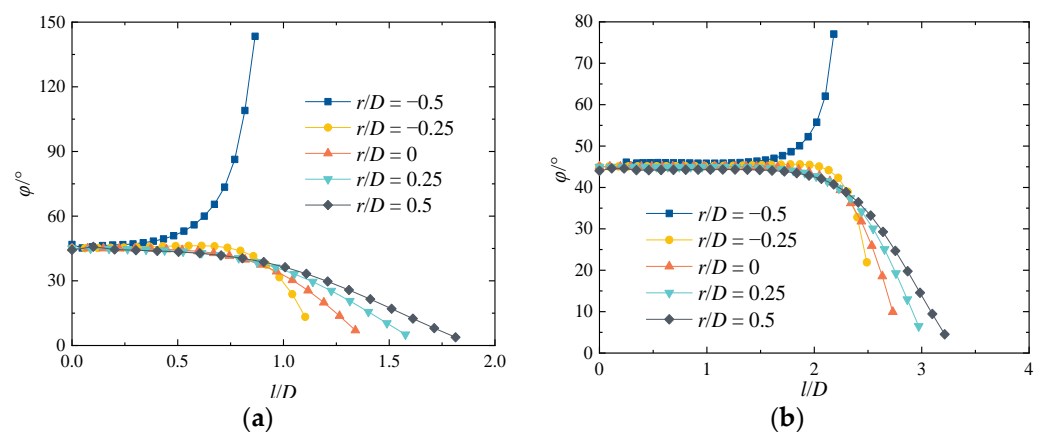 150
120
90
60
30
0
φ/°
r/D = −0.5
r/D = −0.25
r/D = 0
r/D = 0.25
r/D = 0.5
0.0 0.5 1.0 1.5 2.0
l/D
(a)
80
70
60
50
40
30
20
10
0
φ/°
r/D = −0.5
r/D = −0.25
r/D = 0
r/D = 0.25
r/D = 0.5
0 1 2 3 4
l/D
(b)